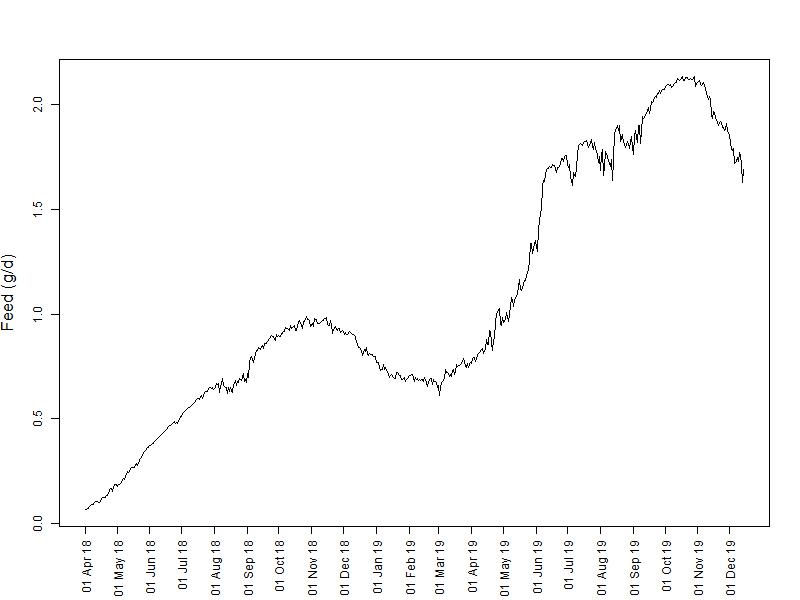 2.0
1.5
1.0
0.5
0.0
Feed (g/d)
01 Apr 18
01 May 18
01 Jun 18
01 Jul 18
01 Aug 18
01 Sep 18
01 Oct 18
01 Nov 18
01 Dec 18
01 Jan 19
01 Feb 19
01 Mar 19
01 Apr 19
01 May 19
01 Jun 19
01 Jul 19
01 Aug 19
01 Sep 19
01 Oct 19
01 Nov 19
01 Dec 19